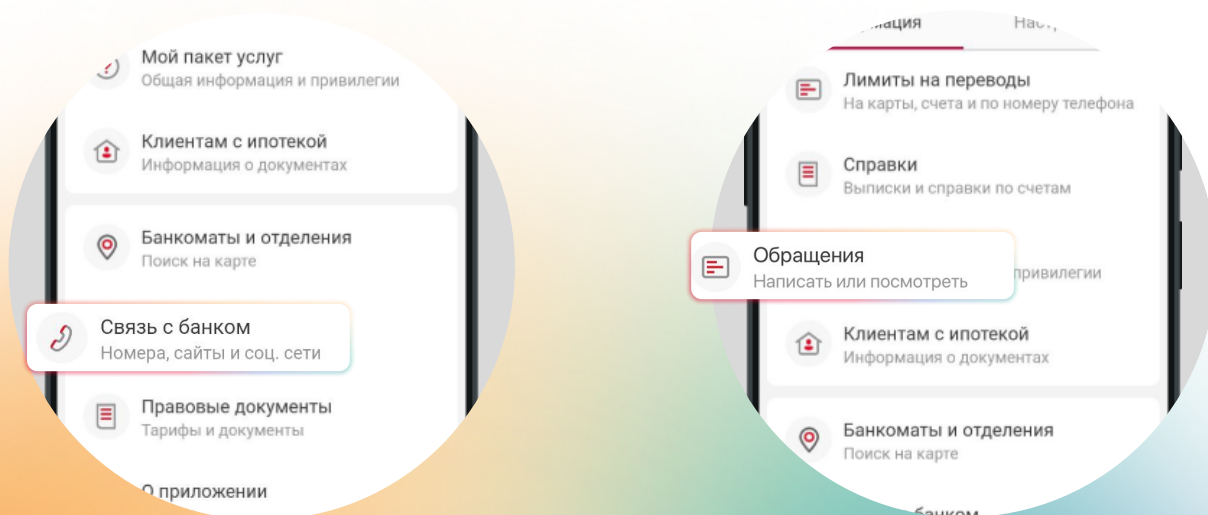 Мой пакет услуг
Общая информация и привилегии
Клиентам с ипотекой
Информация о документах
Банкоматы и отделения
Поиск на карте
Связь с банком
Номера, сайты и соц. сети
Правовые документы
Тарифы и документы
О приложении
Лимиты на переводы
На карты, счета и по номеру телефона
Справки
Выписки и справки по счетам
Обращения
Написать или посмотреть
привилегии
Клиентам с ипотекой
Информация о документах
Банкоматы и отделения
Поиск на карте
банком